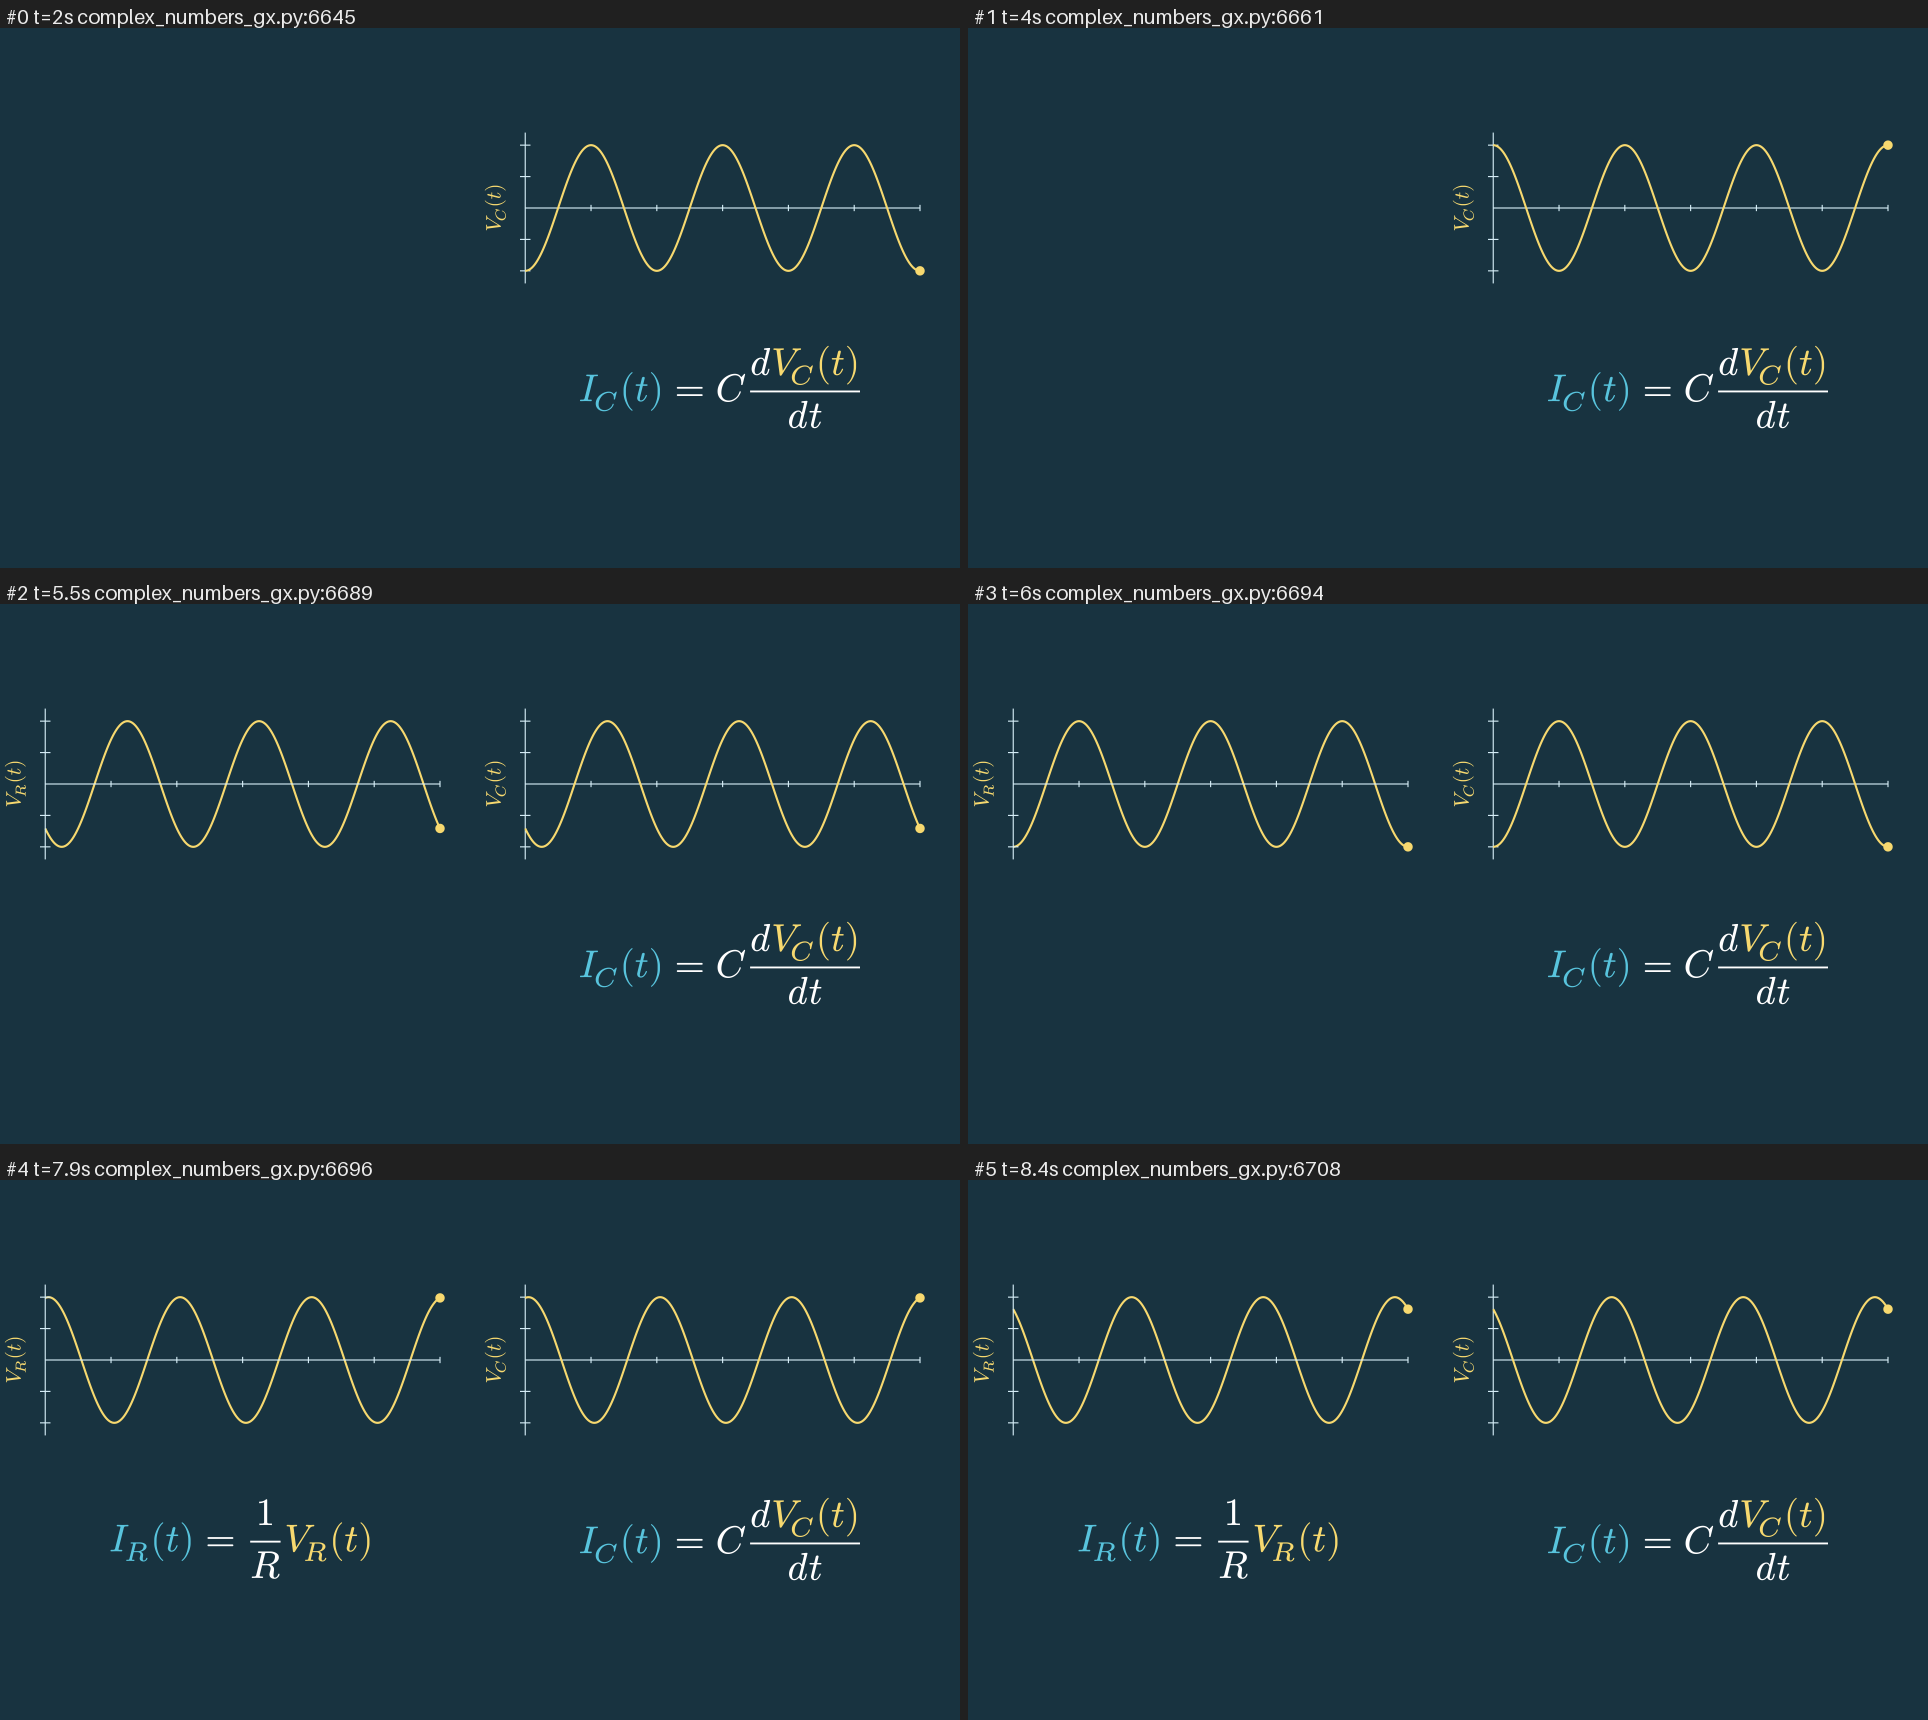 #0 t=2s complex_numbers_gx.py:6645
V_C(t)
I_C(t) = C dV_C(t)/dt
#1 t=4s complex_numbers_gx.py:6661
V_C(t)
I_C(t) = C dV_C(t)/dt
#2 t=5.5s complex_numbers_gx.py:6689
V_R(t)
V_C(t)
I_C(t) = C dV_C(t)/dt
#3 t=6s complex_numbers_gx.py:6694
V_R(t)
V_C(t)
I_C(t) = C dV_C(t)/dt
#4 t=7.9s complex_numbers_gx.py:6696
V_R(t)
V_C(t)
I_R(t) = 1/R V_R(t)
I_C(t) = C dV_C(t)/dt
#5 t=8.4s complex_numbers_gx.py:6708
V_R(t)
V_C(t)
I_R(t) = 1/R V_R(t)
I_C(t) = C dV_C(t)/dt